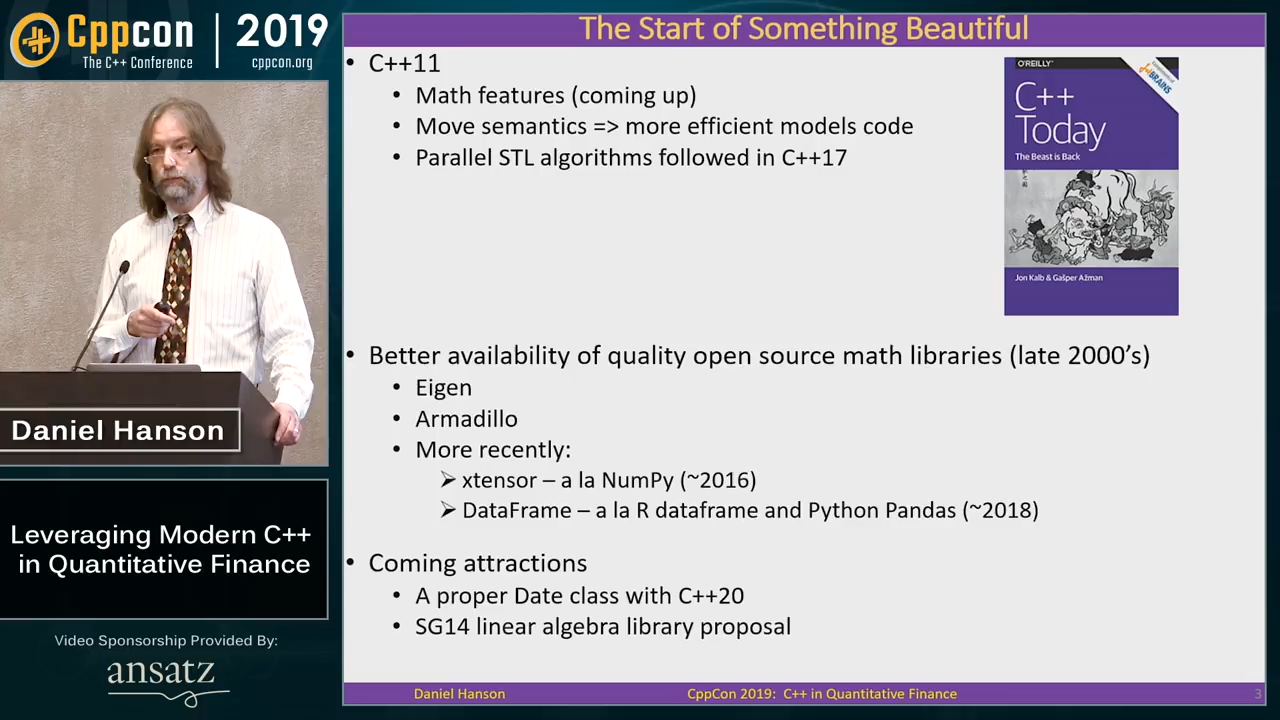 Cppcon
The C++ Conference
2019
cppcon.org
Daniel Hanson
Leveraging Modern C++
in Quantitative Finance
Video Sponsorship Provided By:
ansatz
The Start of Something Beautiful
• C++11
• Math features (coming up)
• Move semantics => more efficient models code
• Parallel STL algorithms followed in C++17
O'REILLY
C++
Today
The Beast is Back
Jon Kalb & Gašper Ažman
• Better availability of quality open source math libraries (late 2000's)
• Eigen
• Armadillo
• More recently:
➢ xtensor – a la NumPy (~2016)
➢ DataFrame – a la R dataframe and Python Pandas (~2018)
• Coming attractions
• A proper Date class with C++20
• SG14 linear algebra library proposal
Daniel Hanson
CppCon 2019: C++ in Quantitative Finance
3